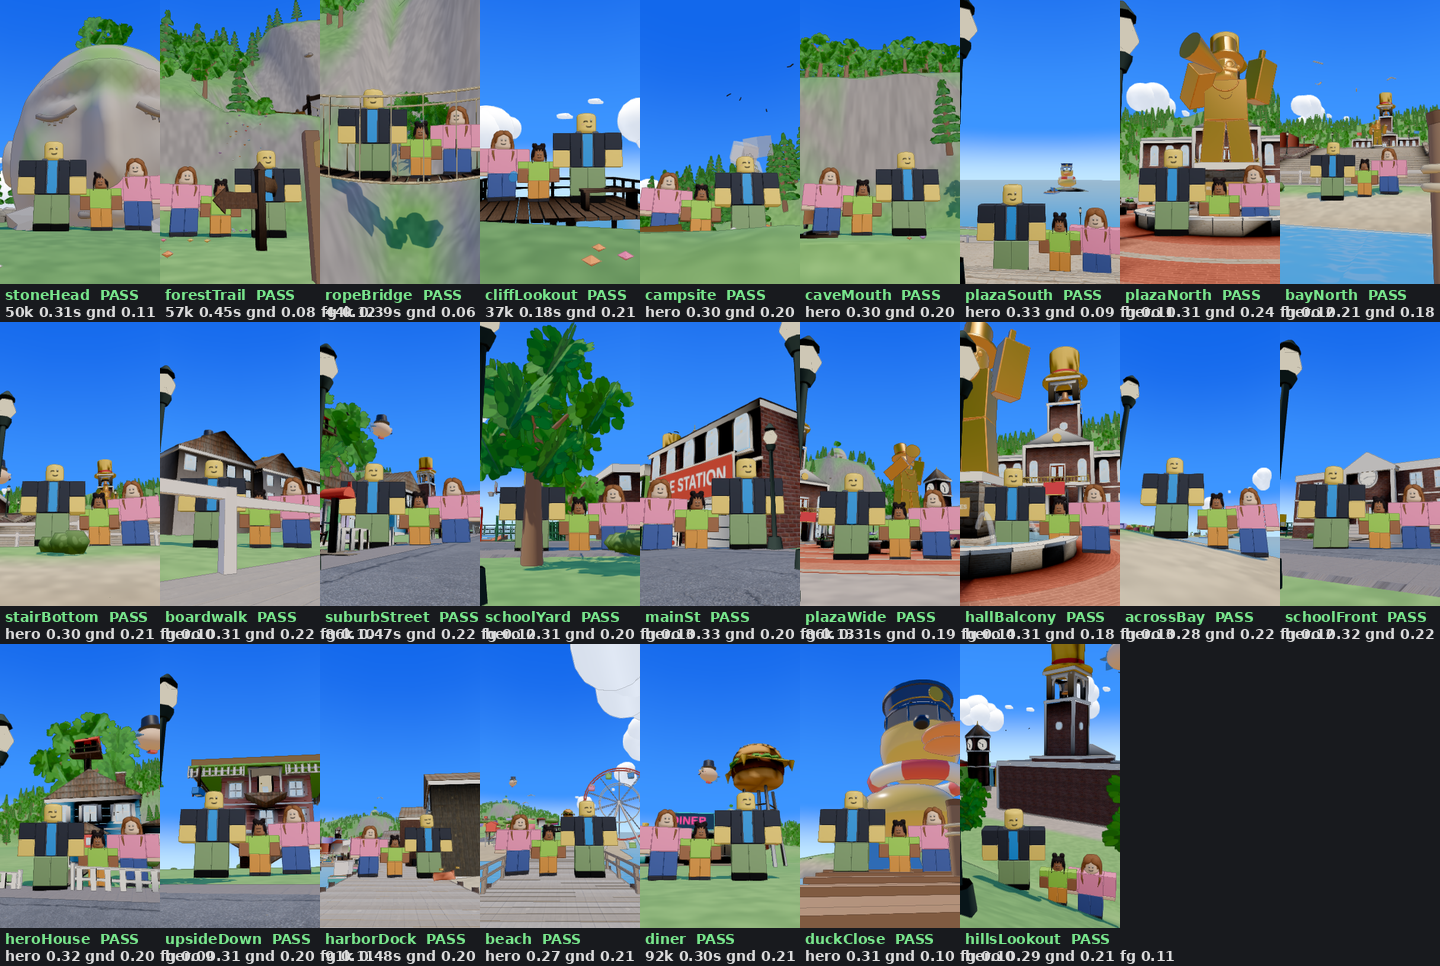 E STATION
DINER
stoneHead PASS
50k 0.31s gnd 0.11
forestTrail PASS
57k 0.45s gnd 0.08
ropeBridge PASS
gnd 0.06
cliffLookout PASS
37k 0.18s gnd 0.21
campsite PASS
hero 0.30 gnd 0.20
caveMouth PASS
hero 0.30 gnd 0.20
plazaSouth PASS
hero 0.33 gnd 0.09
plazaNorth PASS
0.31 gnd 0.24
bayNorth PASS
0.21 gnd 0.18
stairBottom PASS
hero 0.30 gnd 0.21
boardwalk PASS
0.31 gnd 0.22
suburbStreet PASS
gnd 0.22
schoolYard PASS
0.31 gnd 0.20
mainSt PASS
0.33 gnd 0.20
plazaWide PASS
gnd 0.19
hallBalcony PASS
0.31 gnd 0.18
acrossBay PASS
0.28 gnd 0.22
schoolFront PASS
0.32 gnd 0.22
heroHouse PASS
hero 0.32 gnd 0.20
upsideDown PASS
0.31 gnd 0.20
harborDock PASS
gnd 0.20
beach PASS
hero 0.27 gnd 0.21
diner PASS
92k 0.30s gnd 0.21
duckClose PASS
hero 0.31 gnd 0.10
hillsLookout PASS
0.29 gnd 0.21 fg 0.11